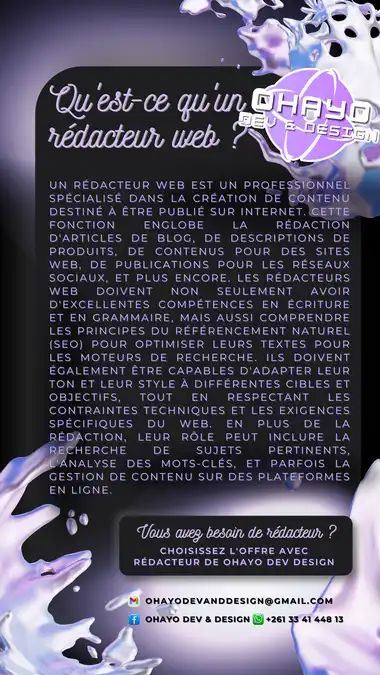 Qu'est-ce qu'un
rédacteur web ?
OHAYO
DEV & DESIGN
UN RÉDACTEUR WEB EST UN PROFESSIONNEL
SPÉCIALISÉ DANS LA CRÉATION DE CONTENU
DESTINÉ À ÊTRE PUBLIÉ SUR INTERNET. CETTE
FONCTION ENGLOBE LA RÉDACTION
D'ARTICLES DE BLOG, DE DESCRIPTIONS DE
PRODUITS, DE CONTENUS POUR DES SITES
WEB, DE PUBLICATIONS POUR LES RÉSEAUX
SOCIAUX, ET PLUS ENCORE. LES RÉDACTEURS
WEB DOIVENT NON SEULEMENT AVOIR
D'EXCELLENTES COMPÉTENCES EN ÉCRITURE
ET EN GRAMMAIRE, MAIS AUSSI COMPRENDRE
LES PRINCIPES DU RÉFÉRENCEMENT NATUREL
(SEO) POUR OPTIMISER LEURS TEXTES POUR
LES MOTEURS DE RECHERCHE. ILS DOIVENT
ÉGALEMENT ÊTRE CAPABLES D'ADAPTER LEUR
TON ET LEUR STYLE À DIFFÉRENTES CIBLES ET
OBJECTIFS, TOUT EN RESPECTANT LES
CONTRAINTES TECHNIQUES ET LES EXIGENCES
SPÉCIFIQUES DU WEB. EN PLUS DE LA
RÉDACTION, LEUR RÔLE PEUT INCLURE LA
RECHERCHE DE SUJETS PERTINENTS,
L'ANALYSE DES MOTS-CLÉS, ET PARFOIS LA
GESTION DE CONTENU SUR DES PLATEFORMES
EN LIGNE.
Vous avez besoin de rédacteur ?
CHOISISSEZ L'OFFRE AVEC
RÉDACTEUR DE OHAYO DEV DESIGN
OHAYODEVANDDESIGN@GMAIL.COM
OHAYO DEV & DESIGN +261 33 41 448 13